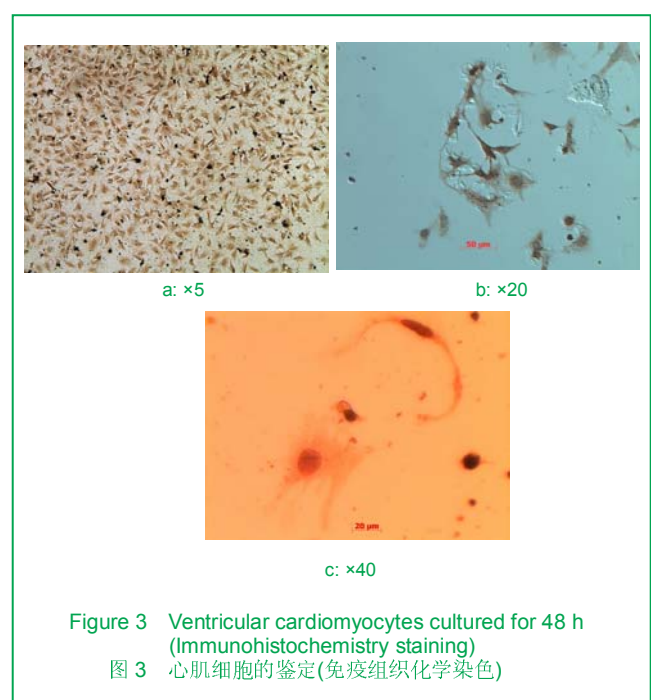 50 μm
a: ×5
b: ×20
20 μm
c: ×40
Figure 3 Ventricular cardiomyocytes cultured for 48 h
(Immunohistochemistry staining)
图 3 心肌细胞的鉴定(免疫组织化学染色)